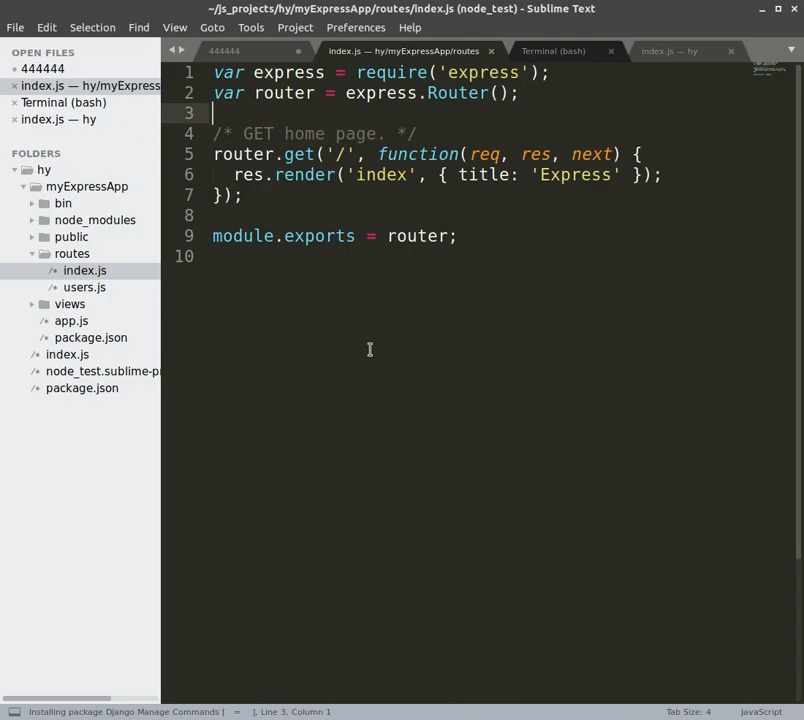 ~/js_projects/hy/myExpressApp/routes/index.js (node_test) - Sublime Text
File Edit Selection Find View Goto Tools Project Preferences Help
OPEN FILES
444444
index.js — hy/myExpress
Terminal (bash)
index.js — hy
FOLDERS
hy
myExpressApp
bin
node_modules
public
routes
index.js
users.js
views
app.js
package.json
index.js
node_test.sublime-pr
package.json
444444 index.js — hy/myExpressApp/routes Terminal (bash) index.js — hy
1 var express = require('express');
2 var router = express.Router();
3
4 /* GET home page. */
5 router.get('/', function(req, res, next) {
6 res.render('index', { title: 'Express' });
7 });
8
9 module.exports = router;
10
Installing package Django Manage Commands [ = ], Line 3, Column 1 Tab Size: 4 JavaScript